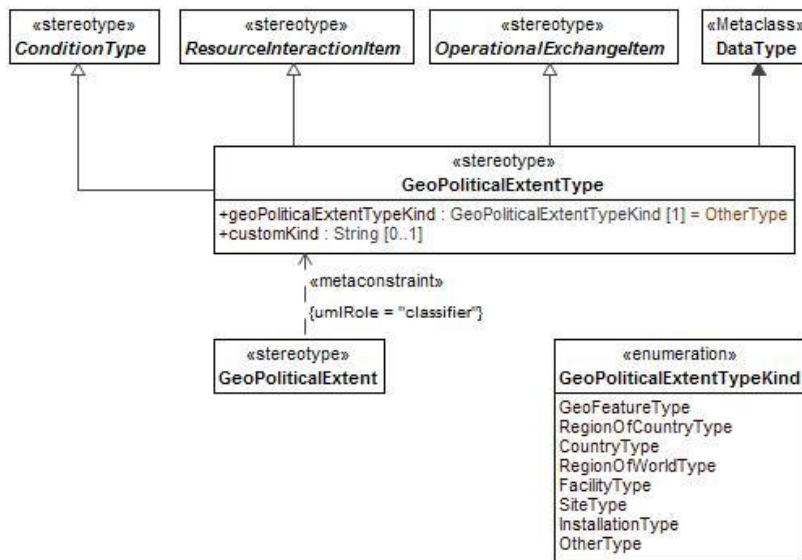 «stereotype»
ConditionType
«stereotype»
ResourceInteractionItem
«stereotype»
OperationalExchangeItem
«Metaclass»
DataType
«stereotype»
GeoPoliticalExtentType
+geoPoliticalExtentTypeKind : GeoPoliticalExtentTypeKind [1] = OtherType
+customKind : String [0..1]
«metaconstraint»
{umlRole = "classifier"}
«stereotype»
GeoPoliticalExtent
«enumeration»
GeoPoliticalExtentTypeKind
GeoFeatureType
RegionOfCountryType
CountryType
RegionOfWorldType
FacilityType
SiteType
InstallationType
OtherType